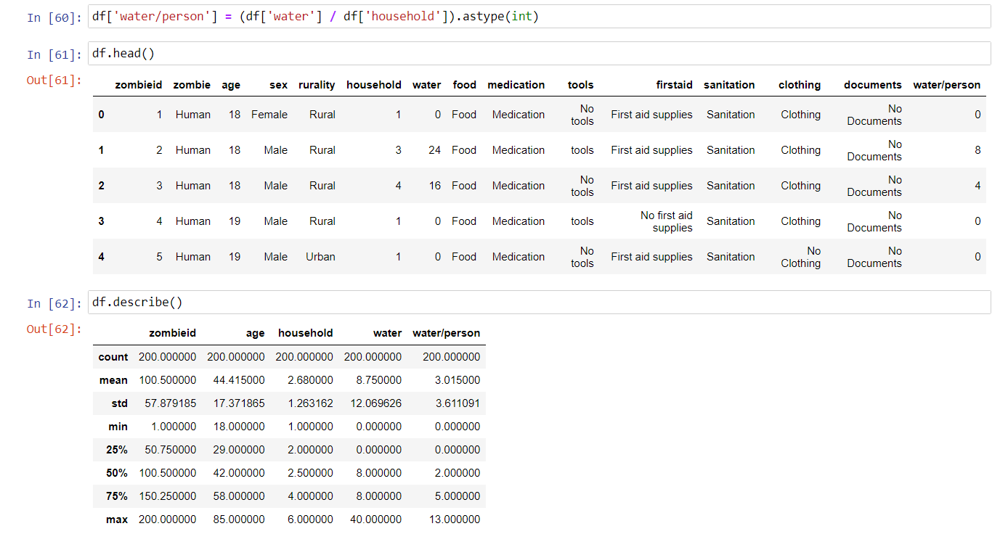 In [60]: df['water/person'] = (df['water'] / df['household']).astype(int)
In [61]: df.head()
Out[61]:
zombieid zombie age sex rurality household water food medication tools firstaid sanitation clothing documents water/person
0 1 Human 18 Female Rural 1 0 Food Medication No tools First aid supplies Sanitation Clothing No Documents 0
1 2 Human 18 Male Rural 3 24 Food Medication tools First aid supplies Sanitation Clothing No Documents 8
2 3 Human 18 Male Rural 4 16 Food Medication No tools First aid supplies Sanitation Clothing No Documents 4
3 4 Human 19 Male Rural 1 0 Food Medication tools No first aid supplies Sanitation Clothing No Documents 0
4 5 Human 19 Male Urban 1 0 Food Medication No tools First aid supplies Sanitation No Clothing No Documents 0
In [62]: df.describe()
Out[62]:
zombieid age household water water/person
count 200.000000 200.000000 200.000000 200.000000 200.000000
mean 100.500000 44.415000 2.680000 8.750000 3.015000
std 57.879185 17.371865 1.263162 12.069626 3.611091
min 1.000000 18.000000 1.000000 0.000000 0.000000
25% 50.750000 29.000000 2.000000 0.000000 0.000000
50% 100.500000 42.000000 2.500000 8.000000 2.000000
75% 150.250000 58.000000 4.000000 8.000000 5.000000
max 200.000000 85.000000 6.000000 40.000000 13.000000